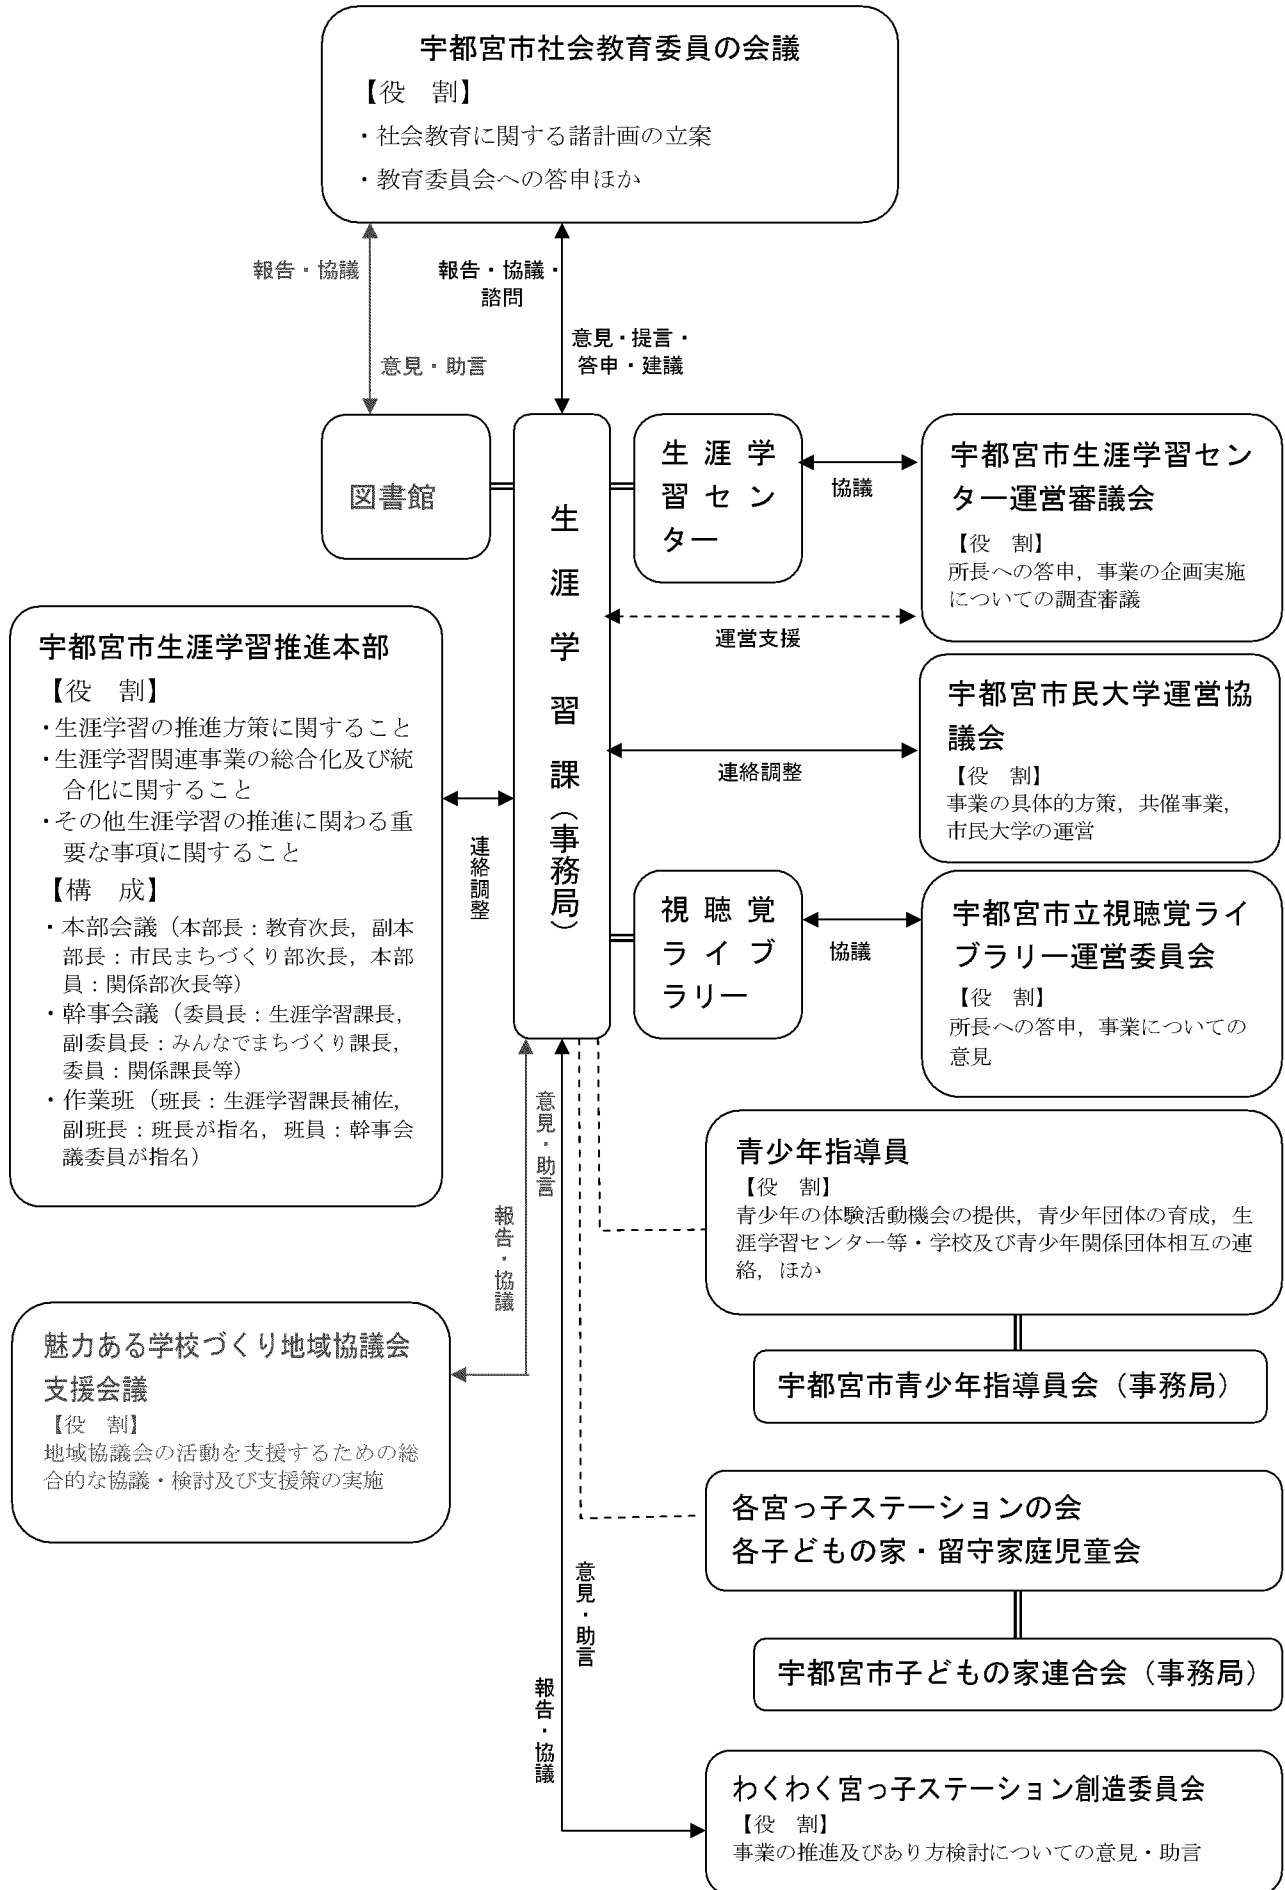 宇都宮市社会教育委員の会議
【役　割】
・社会教育に関する諸計画の立案
・教育委員会への答申ほか
報告・協議
報告・協議・
諮問
意見・助言
意見・提言・
答申・建議
図書館
生涯学習課（事務局）
生涯学
習セン
ター
協議
宇都宮市生涯学習セン
ター運営審議会
【役　割】
所長への答申，事業の企画実施
についての調査審議
運営支援
宇都宮市生涯学習推進本部
【役　割】
・生涯学習の推進方策に関すること
・生涯学習関連事業の総合化及び統
合化に関すること
・その他生涯学習の推進に関わる重
要な事項に関すること
【構　成】
・本部会議（本部長：教育次長，副本
部長：市民まちづくり部次長，本部
員：関係部次長等）
・幹事会議（委員長：生涯学習課長，
副委員長：みんなでまちづくり課長，
委員：関係課長等）
・作業班（班長：生涯学習課長補佐，
副班長：班長が指名，班員：幹事会
議委員が指名）
連絡調整
宇都宮市民大学運営協
議会
【役　割】
事業の具体的方策，共催事業，
市民大学の運営
連絡調整
視聴覚
ライブ
ラリー
協議
宇都宮市立視聴覚ライ
ブラリー運営委員会
【役　割】
所長への答申，事業についての
意見
意見・助言
報告・協議
青少年指導員
【役　割】
青少年の体験活動機会の提供，青少年団体の育成，生
涯学習センター等・学校及び青少年関係団体相互の連
絡，ほか
宇都宮市青少年指導員会（事務局）
魅力ある学校づくり地域協議会
支援会議
【役　割】
地域協議会の活動を支援するための総
合的な協議・検討及び支援策の実施
各宮っ子ステーションの会
各子どもの家・留守家庭児童会
宇都宮市子どもの家連合会（事務局）
意見・助言
報告・協議
わくわく宮っ子ステーション創造委員会
【役　割】
事業の推進及びあり方検討についての意見・助言